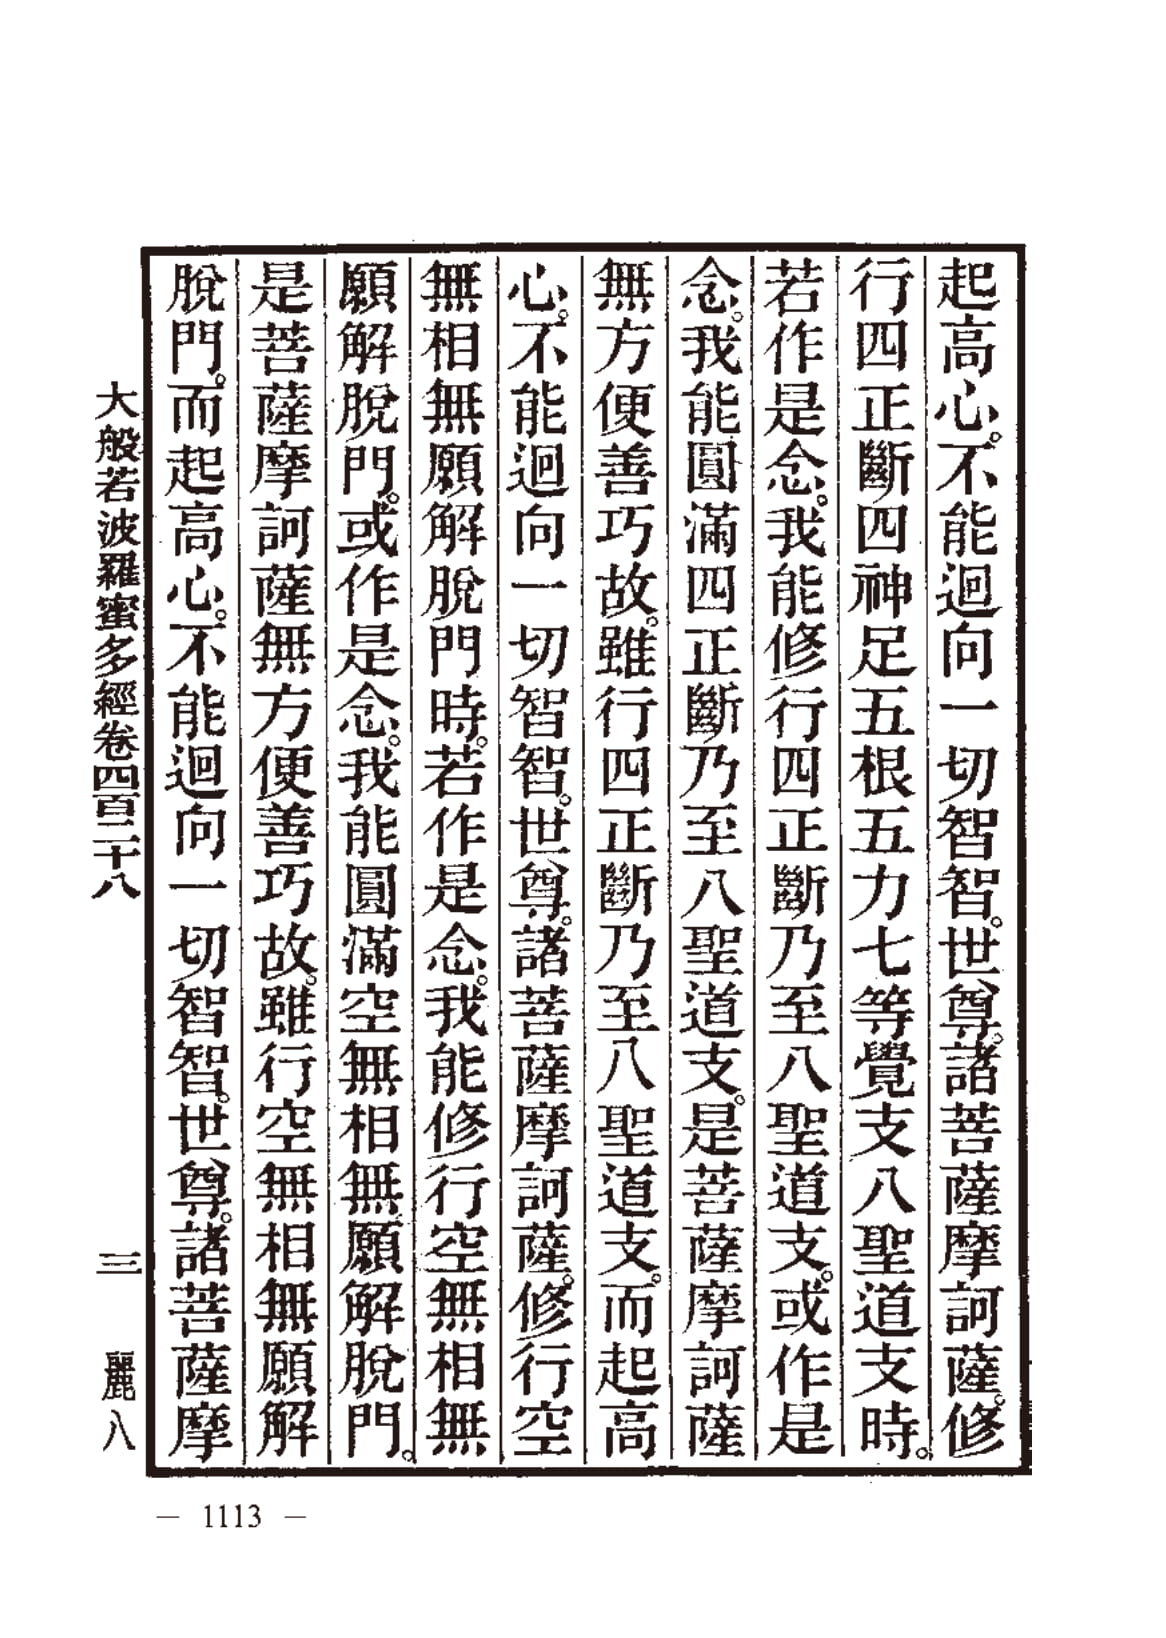 起高心。不能迴向一切智智。世尊。諸菩薩摩訶薩。修
行四正斷四神足五根五力七等覺支八聖道支時。
若作是念。我能修行四正斷乃至八聖道支。或作是
念。我能圓滿四正斷乃至八聖道支。是菩薩摩訶薩
無方便善巧故。雖行四正斷乃至八聖道支。而起高
心。不能迴向一切智智。世尊。諸菩薩摩訶薩。修行空
無相無願解脫門時。若作是念。我能修行空無相無
願解脫門。或作是念。我能圓滿空無相無願解脫門。
是菩薩摩訶薩無方便善巧故。雖行空無相無願解
脫門。而起高心。不能迴向一切智智。世尊。諸菩薩摩
大般若波羅蜜多經卷四百二十八 三 麗八
— 1113 —